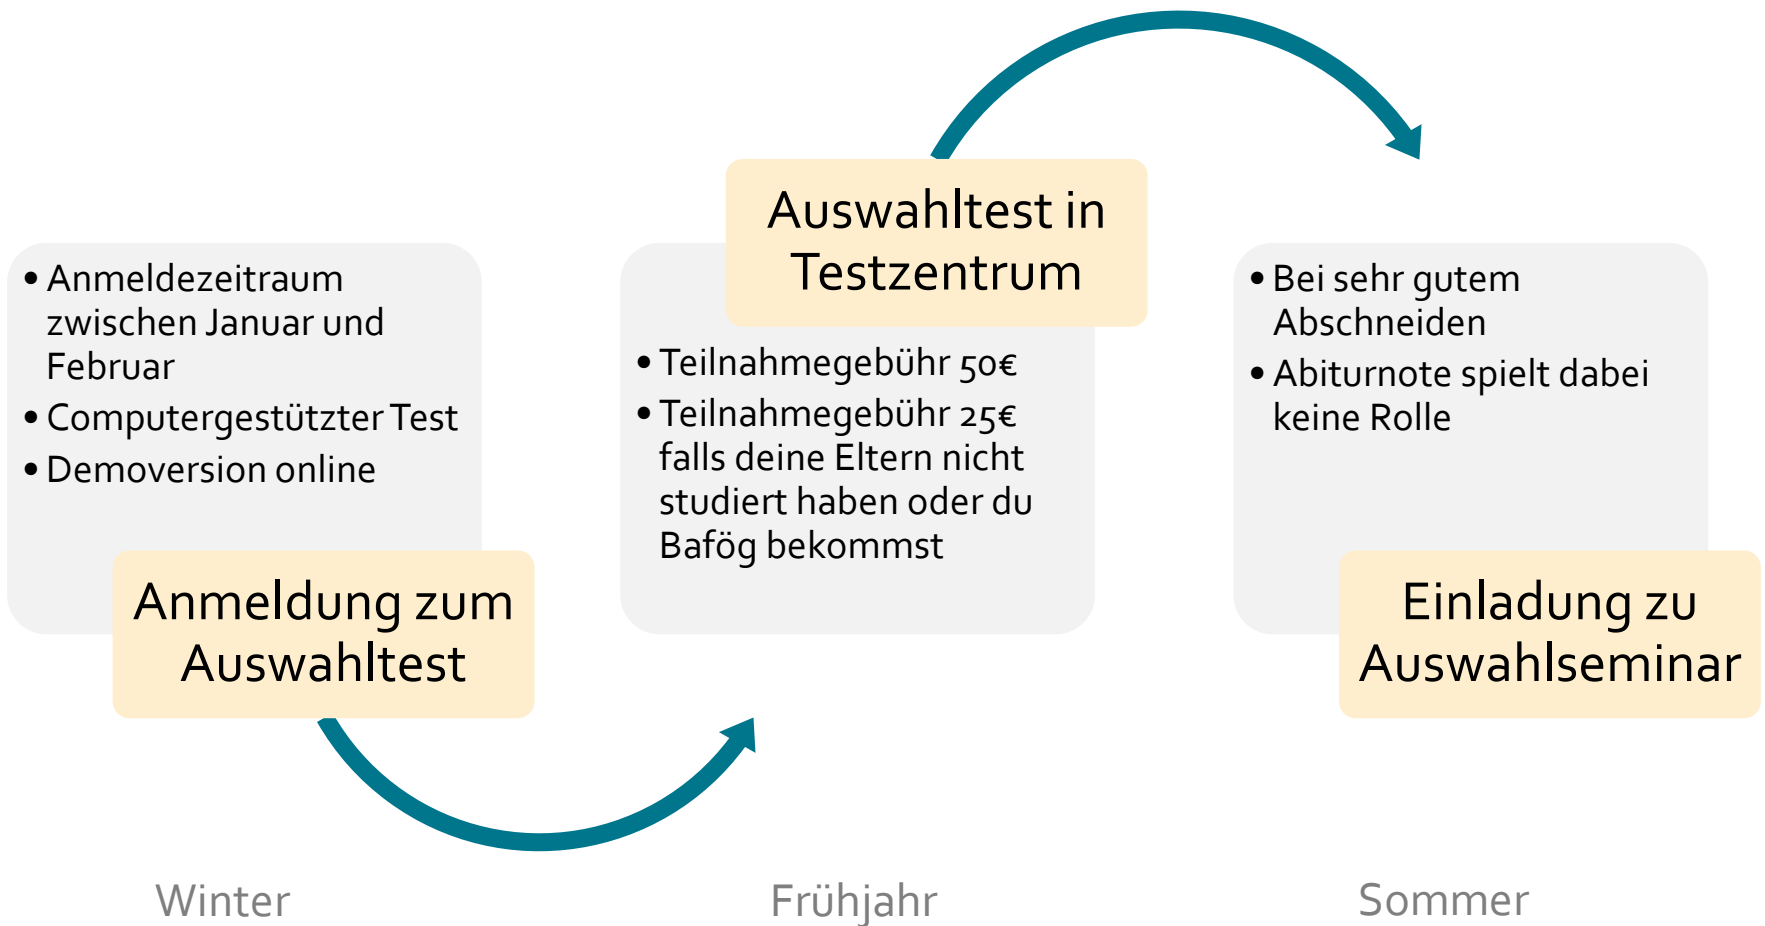 • Anmeldezeitraum
zwischen Januar und
Februar
• Computergestützter Test
• Demoversion online
Anmeldung zum
Auswahltest
Winter
Auswahltest in
Testzentrum
• Teilnahmegebühr 50€
• Teilnahmegebühr 25€
falls deine Eltern nicht
studiert haben oder du
Bafög bekommst
Frühjahr
• Bei sehr gutem
Abschneiden
• Abiturnote spielt dabei
keine Rolle
Einladung zu
Auswahlseminar
Sommer